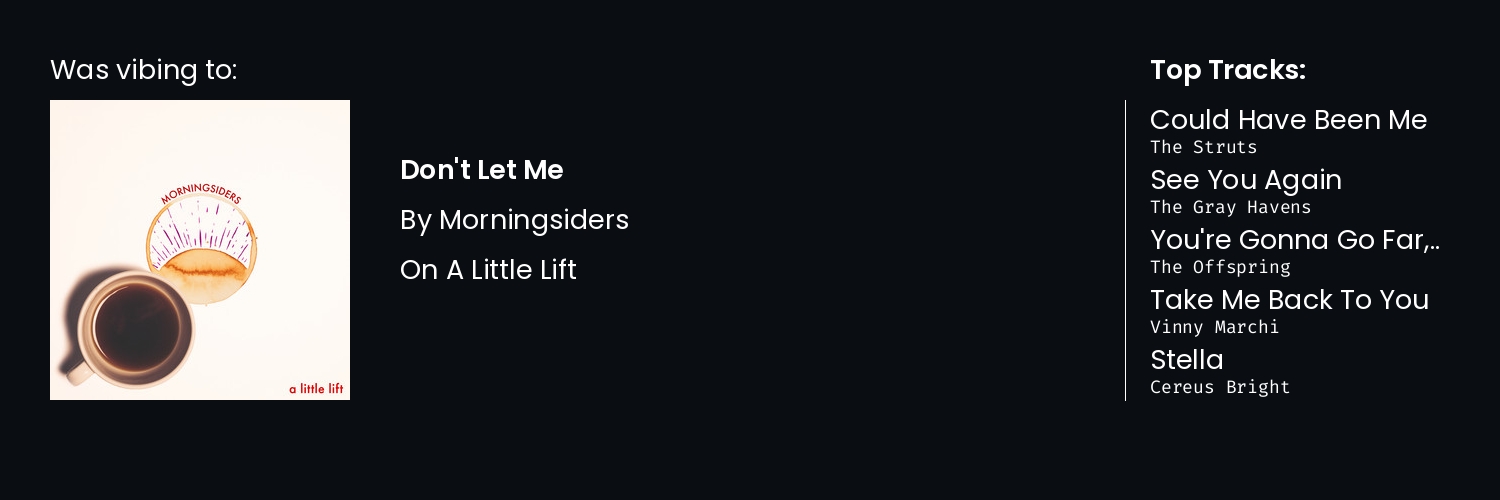 Was vibing to:
MORNINGSIDERS
a little lift
Don't Let Me
By Morningsiders
On A Little Lift
Top Tracks:
Could Have Been Me
The Struts
See You Again
The Gray Havens
You're Gonna Go Far,..
The Offspring
Take Me Back To You
Vinny Marchi
Stella
Cereus Bright